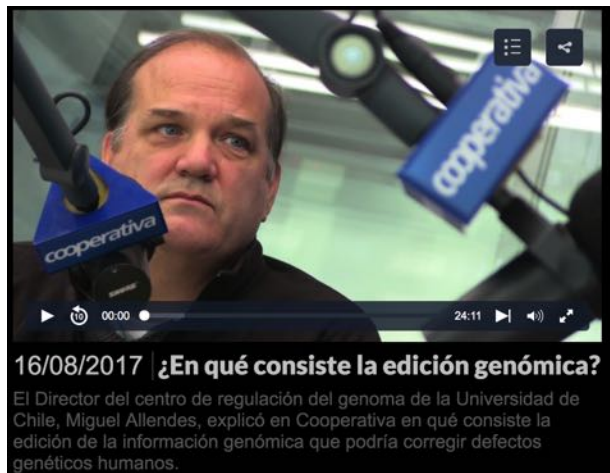 cooperativa
cooperativa
SHURE
10
00:00
24:11
16/08/2017 ¿En qué consiste la edición genómica?
El Director del centro de regulación del genoma de la Universidad de
Chile, Miguel Allendes, explicó en Cooperativa en qué consiste la
edición de la información genómica que podría corregir defectos
genéticos humanos.